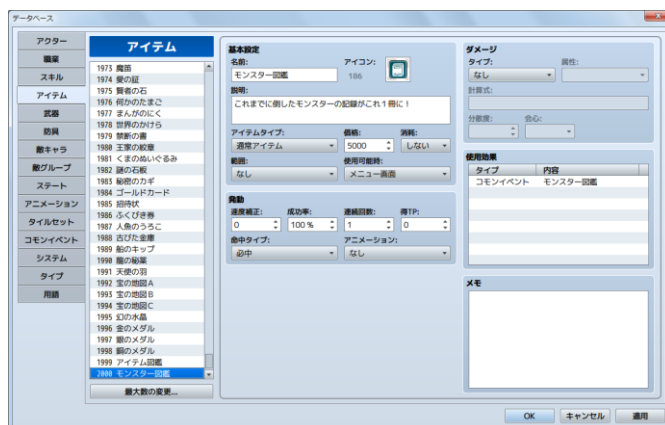 データベース
アクター
職業
スキル
アイテム
武器
防具
敵キャラ
敵グループ
ステート
アニメーション
タイルセット
コモンイベント
システム
タイプ
用語
アイテム
1973 魔笛
1974 愛の証
1975 賢者の石
1976 何かのたまご
1977 まんがのにく
1978 世界のかけら
1979 禁断の書
1980 王家の紋章
1981 くまのぬいぐるみ
1982 謎の石板
1983 秘密のカギ
1984 ゴールドカード
1985 招待状
1986 ふくびき券
1987 人魚のうろこ
1988 古びた金庫
1989 船のキップ
1990 龍の秘薬
1991 天使の羽
1992 宝の地図A
1993 宝の地図B
1994 宝の地図C
1995 幻の水晶
1996 金のメダル
1997 銀のメダル
1998 銅のメダル
1999 アイテム図鑑
2000 モンスター図鑑
最大数の変更...
基本設定
名前: アイコン:
モンスター図鑑 186
説明:
これまでに倒したモンスターの記録がこれ1冊に!
アイテムタイプ: 価格: 消耗:
通常アイテム 5000 しない
範囲: 使用可能時:
なし メニュー画面
発動
速度補正: 成功率: 連続回数: 得TP:
0 100 % 1 0
命中タイプ: アニメーション:
必中 なし
ダメージ
タイプ: 属性:
なし
計算式:
分散度: 会心:
使用効果
タイプ 内容
コモンイベント モンスター図鑑
メモ
OK キャンセル 適用